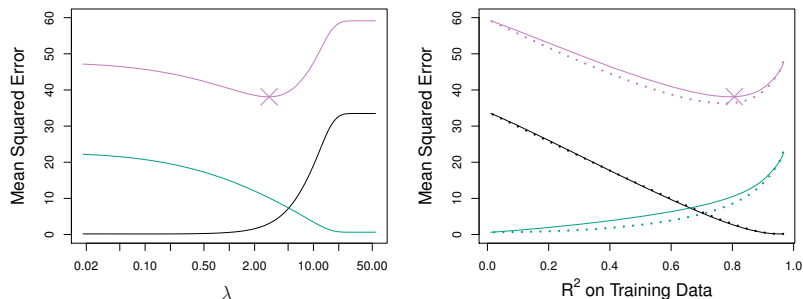 Mean Squared Error
0 10 20 30 40 50 60
0.02 0.10 0.50 2.00 10.00 50.00
λ
Mean Squared Error
0 10 20 30 40 50 60
0.0 0.2 0.4 0.6 0.8 1.0
R² on Training Data